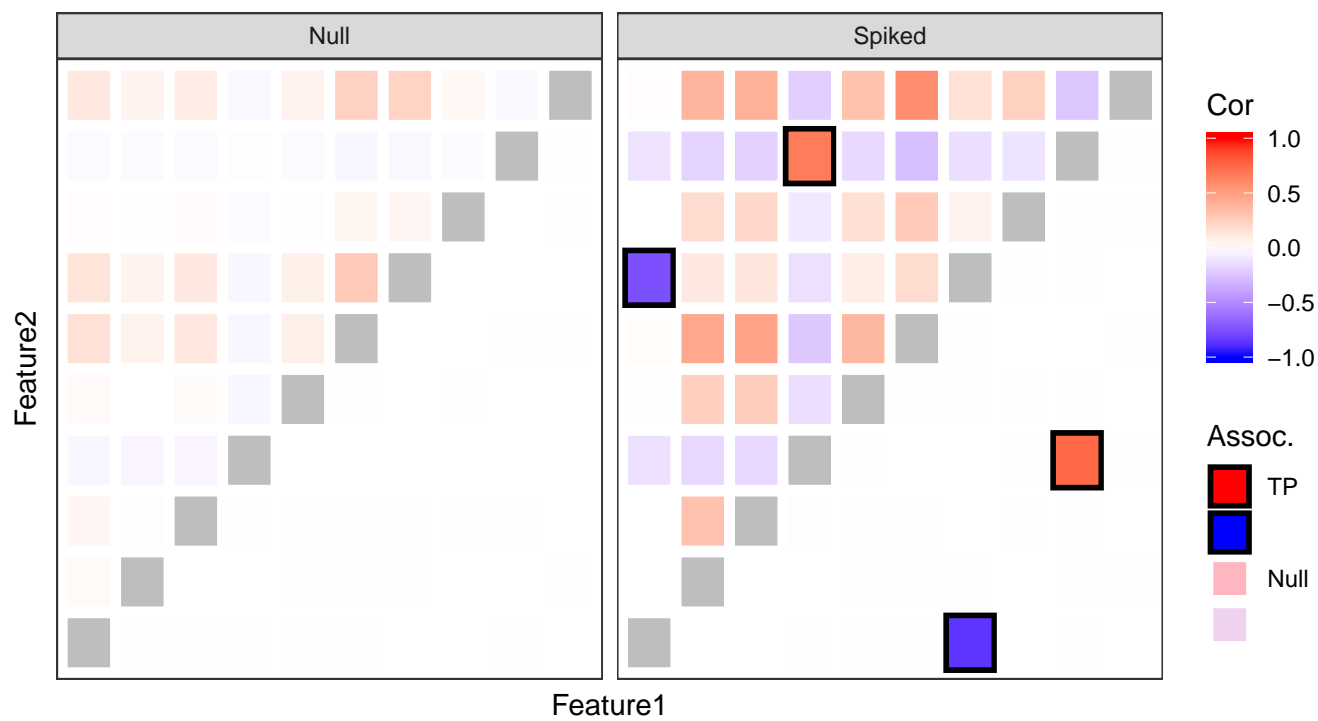 Null
Spiked
Feature2
Feature1
Cor
1.0
0.5
0.0
−0.5
−1.0
Assoc.
TP
Null